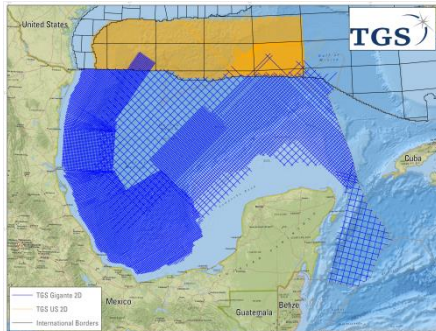 United States
TGS
Cuba
Mexico
Guatemala
Belize
TGS Gigante 2D
TGS US 2D
International Borders